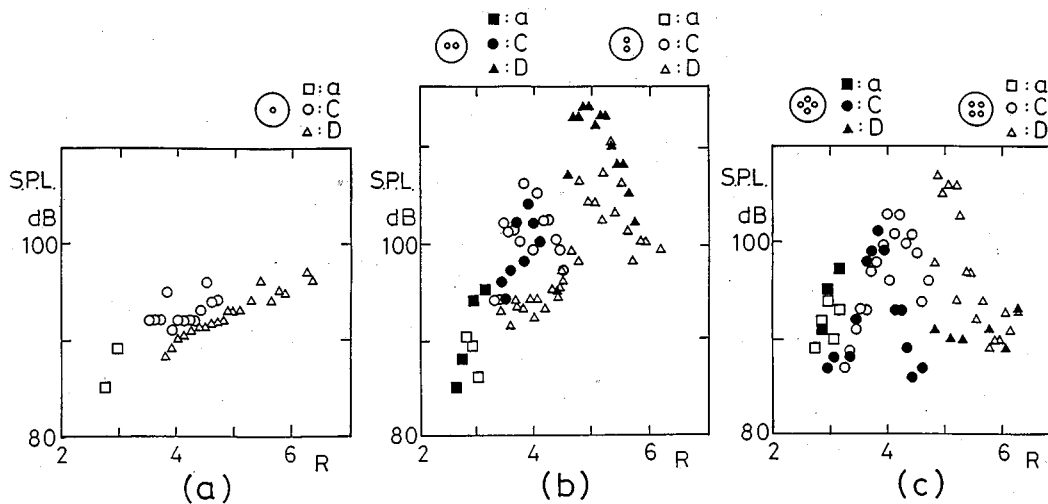 □ : a
○ : C
△ : D
S.P.L.
dB
100
80
2
4
6
R
(a)
■ : a
● : C
▲ : D
□ : a
○ : C
△ : D
S.P.L.
dB
100
80
2
4
6
R
(b)
■ : a
● : C
▲ : D
□ : a
○ : C
△ : D
S.P.L.
dB
100
80
2
4
6
R
(c)